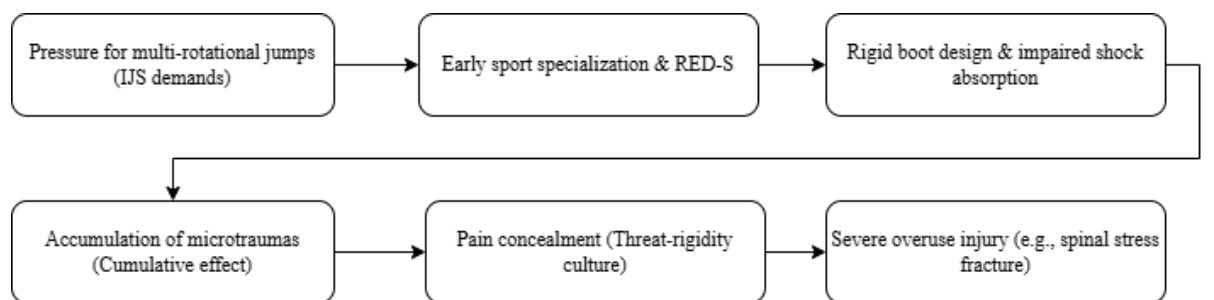 Pressure for multi-rotational jumps
(IJS demands)
Early sport specialization & RED-S
Rigid boot design & impaired shock
absorption
Accumulation of microtraumas
(Cumulative effect)
Pain concealment (Threat-rigidity
culture)
Severe overuse injury (e.g., spinal stress
fracture)